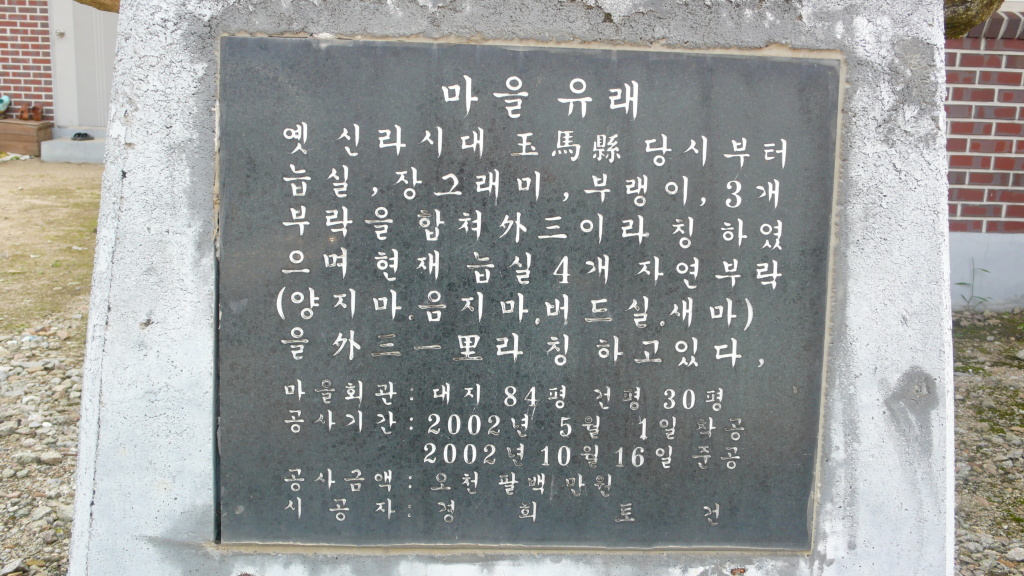 마을 유래
옛 신라시대 玉馬縣 당시부터
늡실,장그래미,부랭이,3개
부락을 합쳐 外三이라 칭 하였
으며 현재 늡실4개 자연부락
(양지마.음지마.버드실.새마)
을 外三一里라 칭 하고있다,
마을회관: 대지 84평 건평 30평
공사기간: 2002년 5월 1일 착공
2002년 10월 16일 준공
공사금액: 오천 팔백 만원
시 공 자: 경 희 토 건